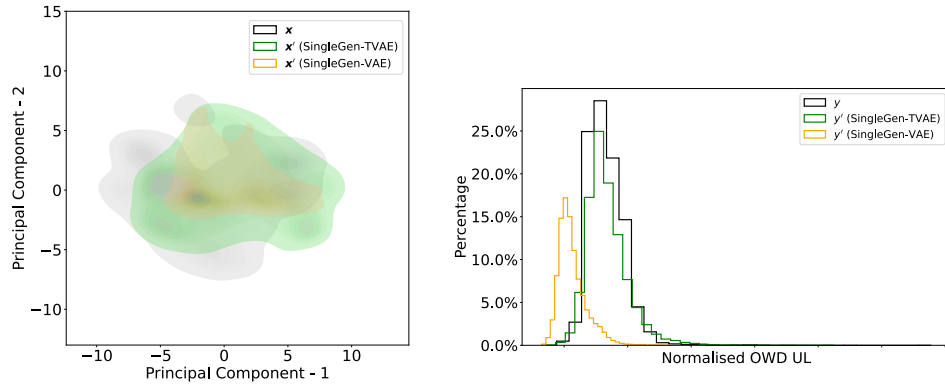 15
10
5
0
−5
−10
Principal Component - 2
−10
−5
0
5
10
Principal Component - 1
x
x′ (SingleGen-TVAE)
x′ (SingleGen-VAE)
25.0%
20.0%
15.0%
10.0%
5.0%
0.0%
Percentage
Normalised OWD UL
y
y′ (SingleGen-TVAE)
y′ (SingleGen-VAE)